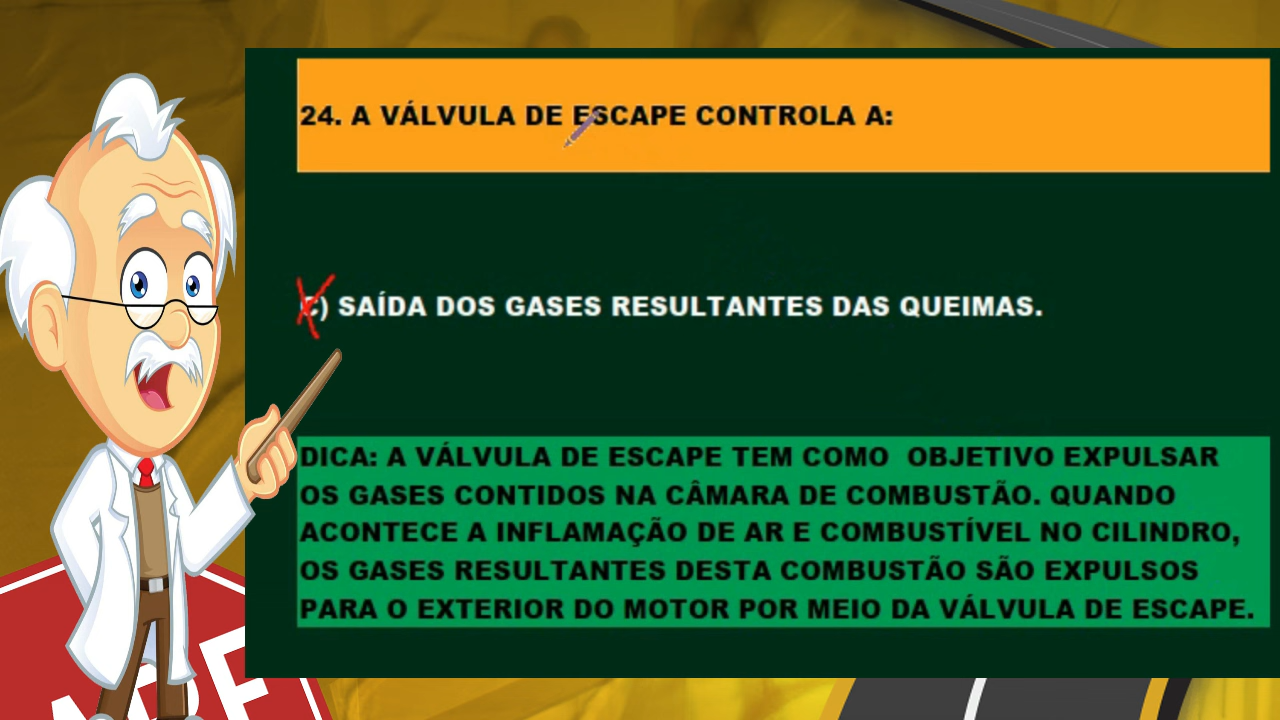 24. A VÁLVULA DE ESCAPE CONTROLA A:
C) SAÍDA DOS GASES RESULTANTES DAS QUEIMAS.
DICA: A VÁLVULA DE ESCAPE TEM COMO OBJETIVO EXPULSAR
OS GASES CONTIDOS NA CÂMARA DE COMBUSTÃO. QUANDO
ACONTECE A INFLAMAÇÃO DE AR E COMBUSTÍVEL NO CILINDRO,
OS GASES RESULTANTES DESTA COMBUSTÃO SÃO EXPULSOS
PARA O EXTERIOR DO MOTOR POR MEIO DA VÁLVULA DE ESCAPE.